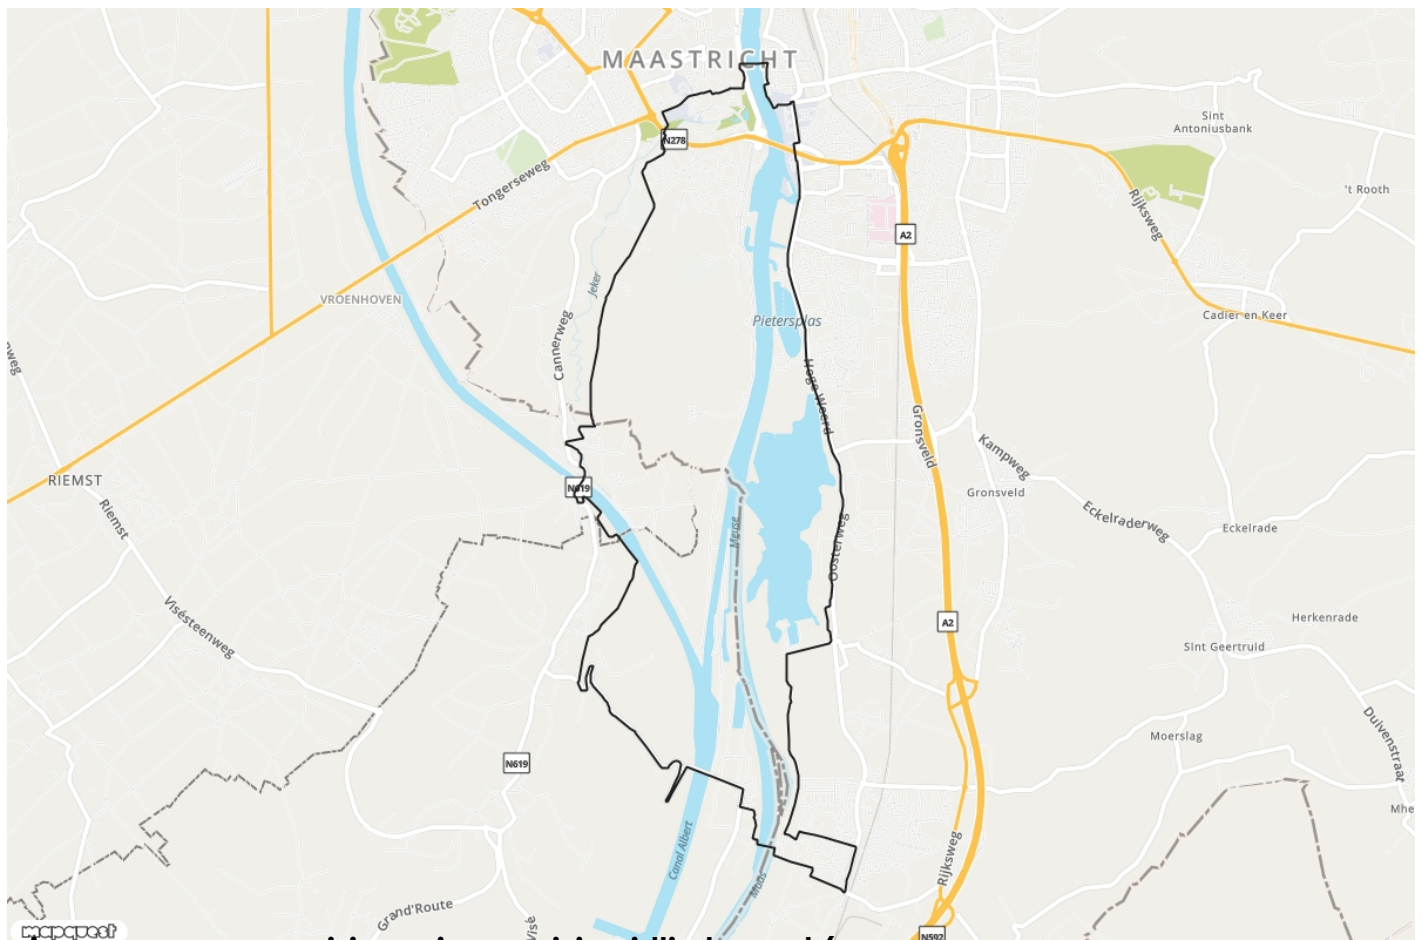 MAASTRICHT
Sint
Antoniusbank
N278
Tongerseweg
't Rooth
Rijksweg
A2
Jeker
VROENHOVEN
Cadier en Keer
Pietersplas
Cannerweg
Hoge Weerd
Gronsveld
Kampweg
RIEMST
N619
Gronsveld
Riemst
Eckelraderweg
Eckelrade
Meuse
Oosterweg
Visésteenweg
A2
Herkenrade
Sint Geertruid
Duivenstraat
Moerslag
N619
Mhe
Canal Albert
Rijksweg
Maas
Grand'Route
Visé
mapquest
N592